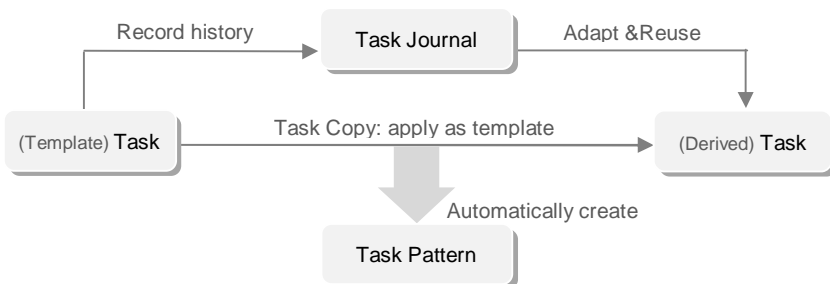 Record history
Task Journal
Adapt &Reuse
(Template) Task
Task Copy: apply as template
(Derived) Task
Automatically create
Task Pattern